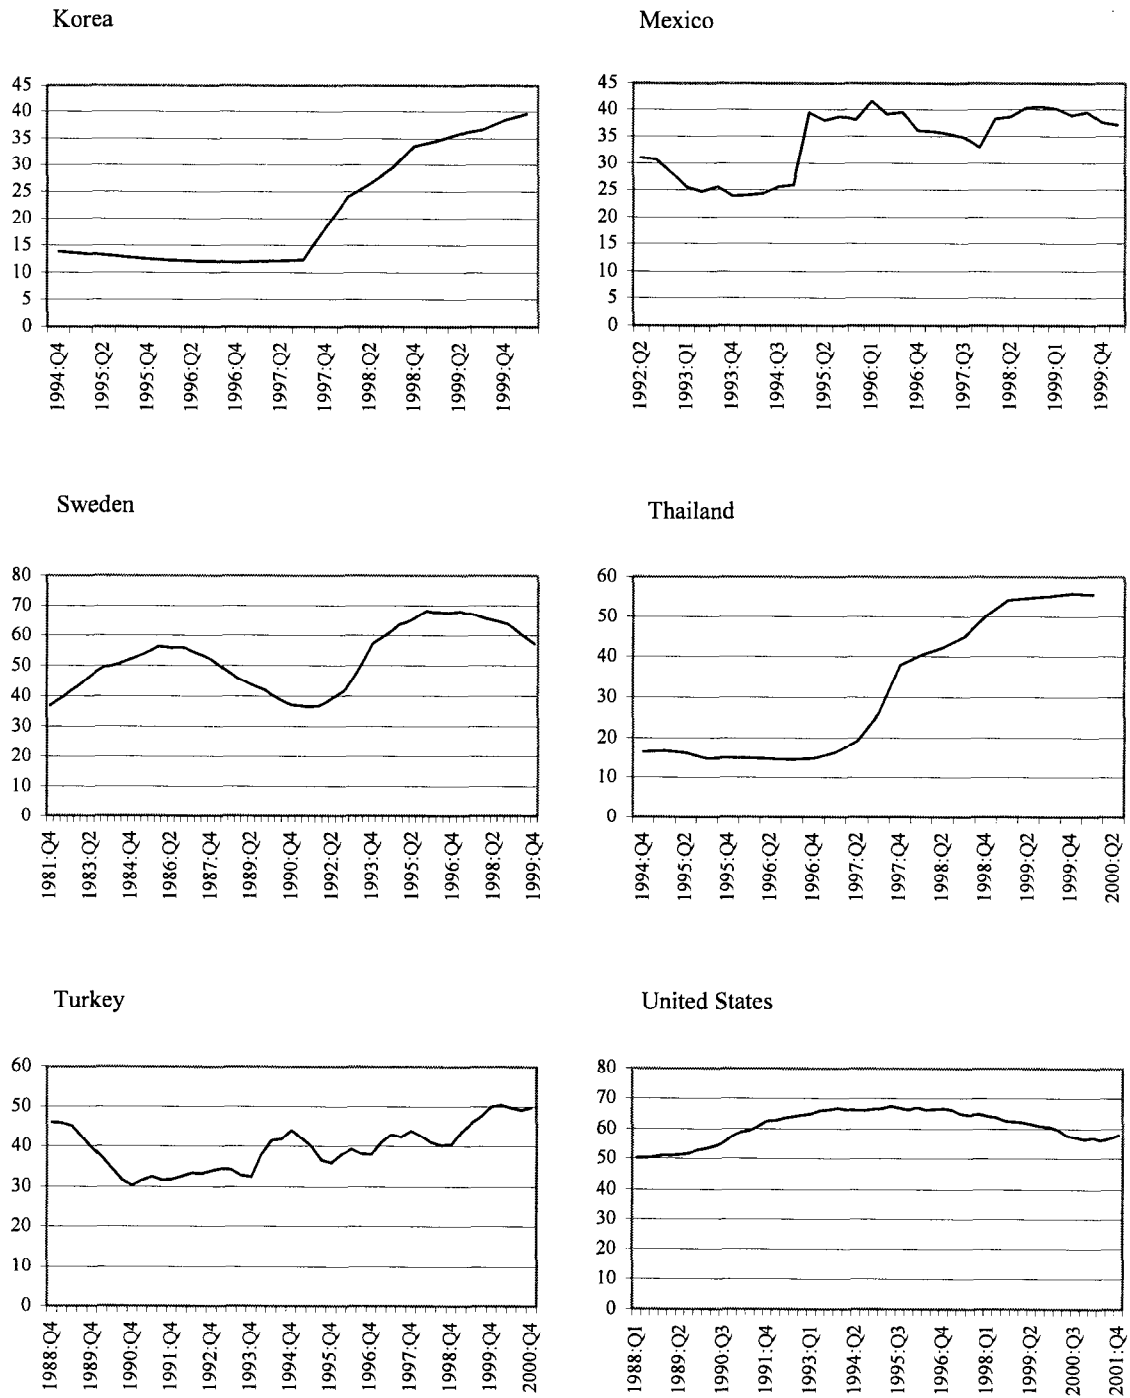 Korea
45
40
35
30
25
20
15
10
5
0
1994:Q4
1995:Q2
1995:Q4
1996:Q2
1996:Q4
1997:Q2
1997:Q4
1998:Q2
1998:Q4
1999:Q2
1999:Q4
Mexico
45
40
35
30
25
20
15
10
5
0
1992:Q2
1993:Q1
1993:Q4
1994:Q3
1995:Q2
1996:Q1
1996:Q4
1997:Q3
1998:Q2
1999:Q1
1999:Q4
Sweden
80
70
60
50
40
30
20
10
0
1981:Q4
1983:Q2
1984:Q4
1986:Q2
1987:Q4
1989:Q2
1990:Q4
1992:Q2
1993:Q4
1995:Q2
1996:Q4
1998:Q2
1999:Q4
Thailand
60
50
40
30
20
10
0
1994:Q4
1995:Q2
1995:Q4
1996:Q2
1996:Q4
1997:Q2
1997:Q4
1998:Q2
1998:Q4
1999:Q2
1999:Q4
2000:Q2
Turkey
60
50
40
30
20
10
0
1988:Q4
1989:Q4
1990:Q4
1991:Q4
1992:Q4
1993:Q4
1994:Q4
1995:Q4
1996:Q4
1997:Q4
1998:Q4
1999:Q4
2000:Q4
United States
80
70
60
50
40
30
20
10
0
1988:Q1
1989:Q2
1990:Q3
1991:Q4
1993:Q1
1994:Q2
1995:Q3
1996:Q4
1998:Q1
1999:Q2
2000:Q3
2001:Q4